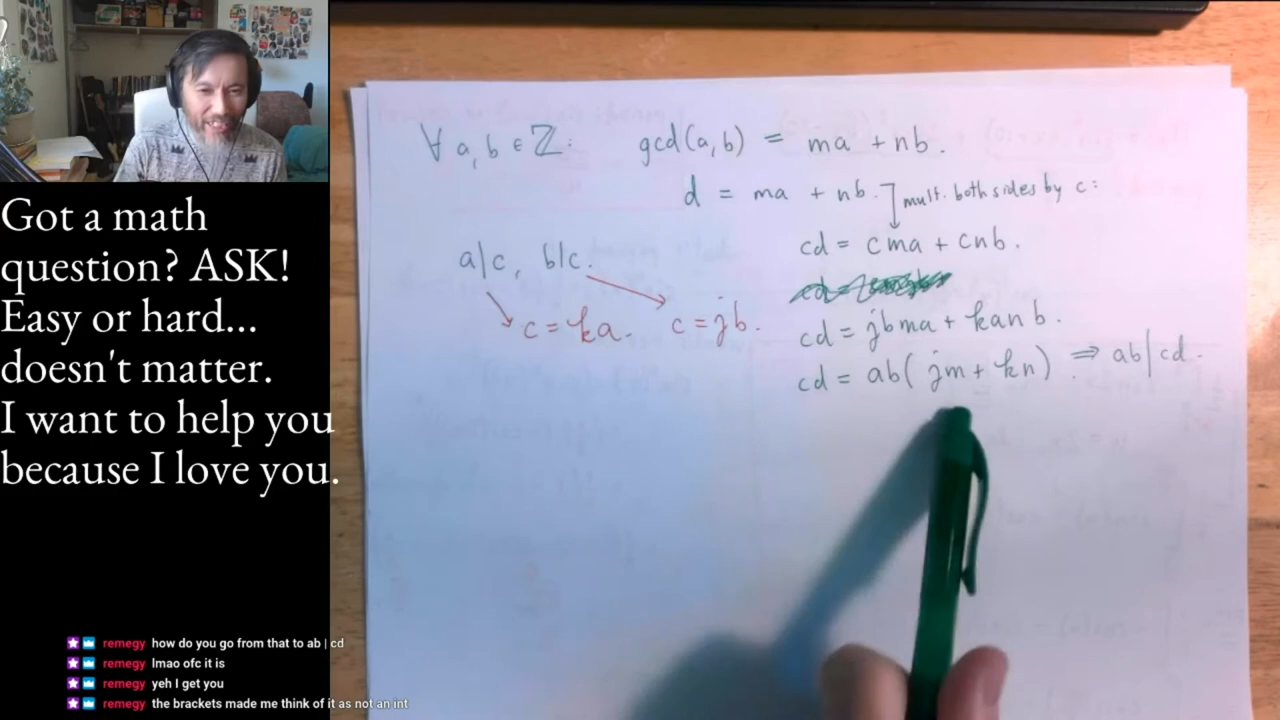 Got a math
question? ASK!
Easy or hard...
doesn't matter.
I want to help you
because I love you.
remegy how do you go from that to ab | cd
remegy lmao ofc it is
remegy yeh I get you
remegy the brackets made me think of it as not an int
∀ a, b ∈ ℤ: gcd(a, b) = ma + nb.
d = ma + nb. mult. both sides by c:
cd = cma + cnb.
a|c, b|c.
c = ka. c = jb.
cd = jbma + kanb.
cd = ab(jm + kn) ⇒ ab|cd.